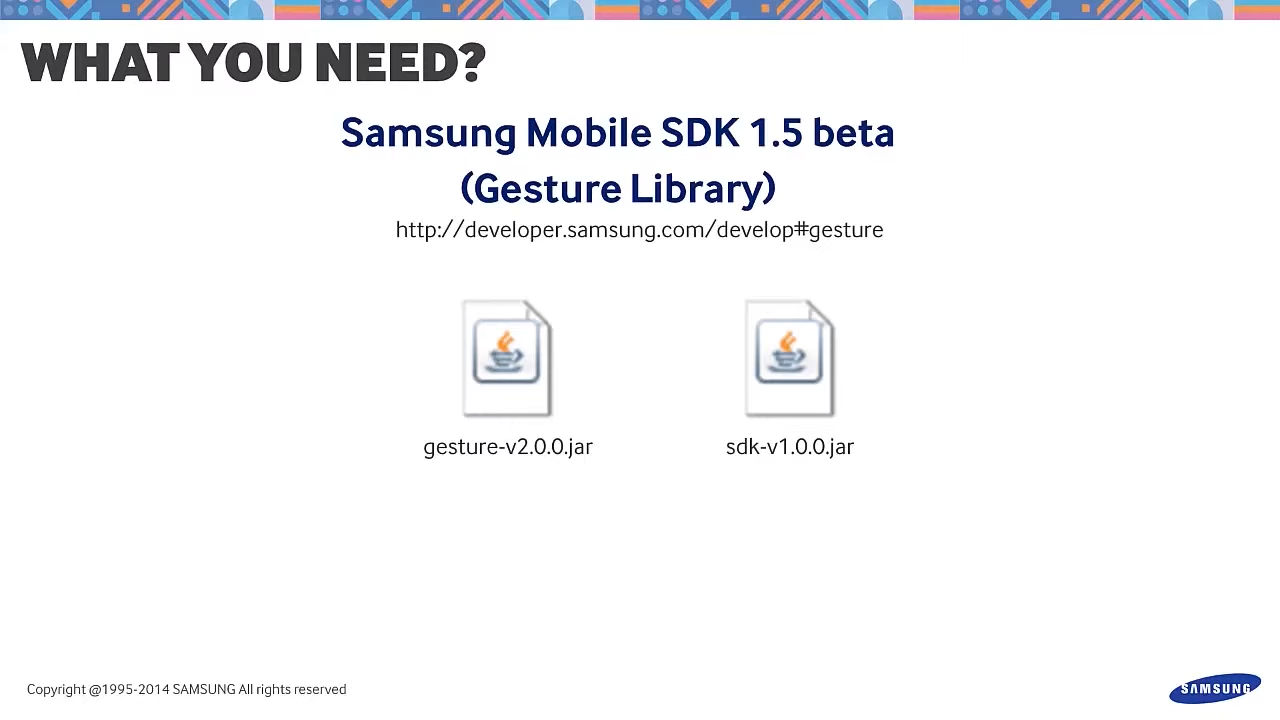 WHAT YOU NEED?
Samsung Mobile SDK 1.5 beta
(Gesture Library)
http://developer.samsung.com/develop#gesture
gesture-v2.0.0.jar
sdk-v1.0.0.jar
Copyright @1995-2014 SAMSUNG All rights reserved
SAMSUNG